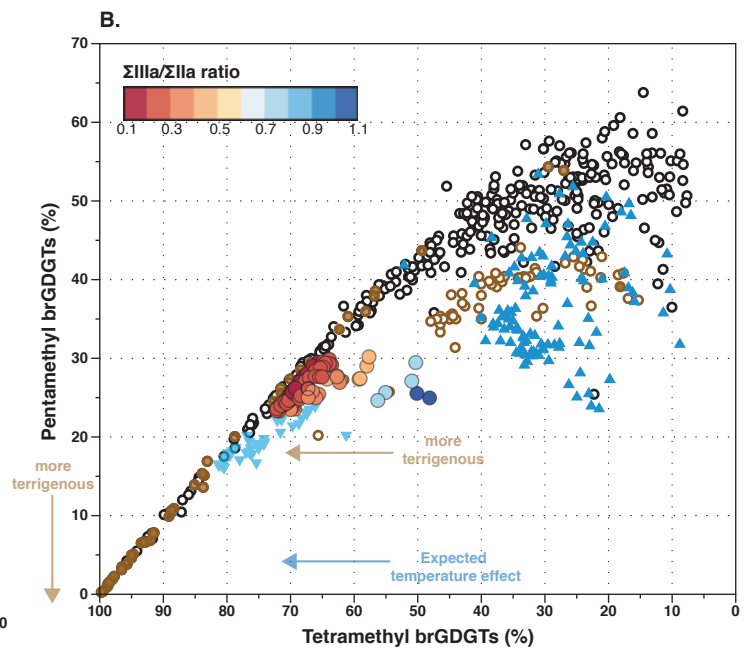 B.
70
ΣIIIa/ΣIIa ratio
0.1 0.3 0.5 0.7 0.9 1.1
60
50
40
30
20
10
0
Pentamethyl brGDGTs (%)
more
terrigenous
more
terrigenous
Expected
temperature effect
0
100 90 80 70 60 50 40 30 20 10 0
Tetramethyl brGDGTs (%)